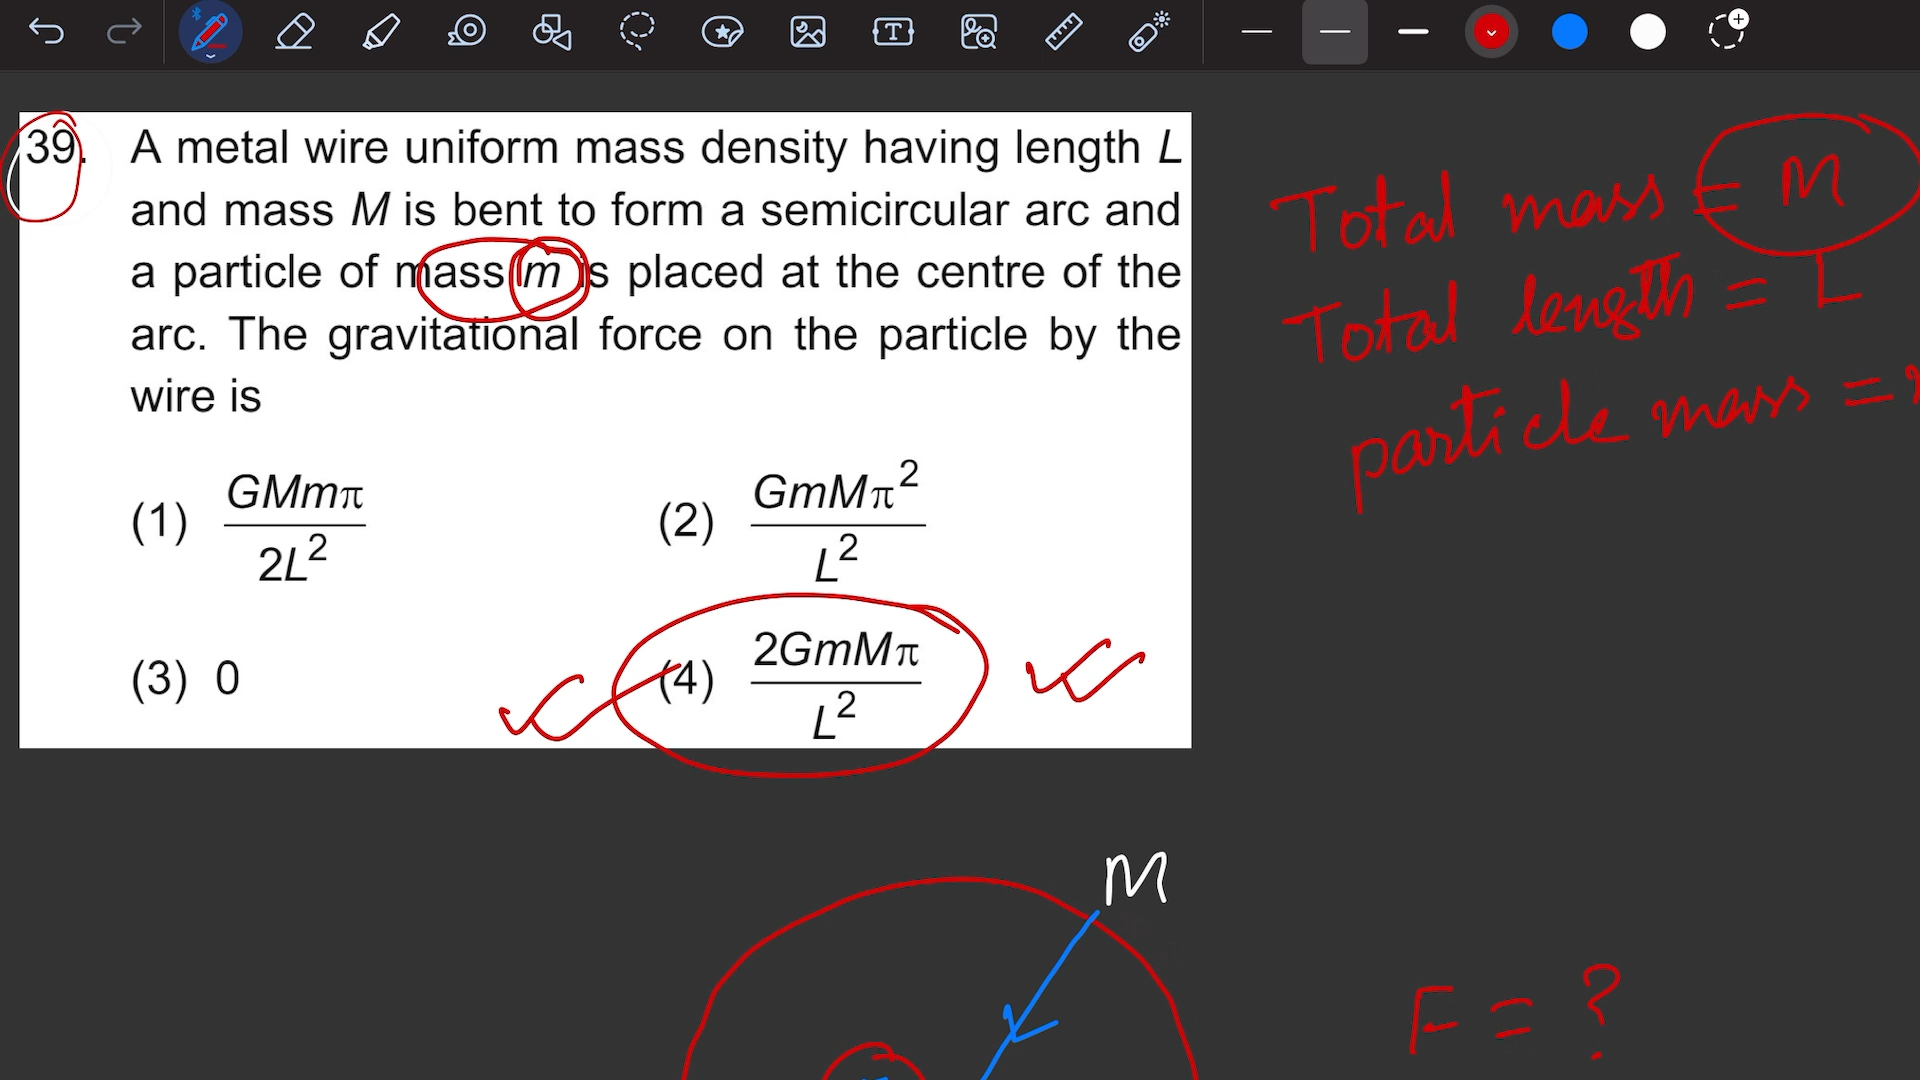 39. A metal wire uniform mass density having length L
and mass M is bent to form a semicircular arc and
a particle of mass m is placed at the centre of the
arc. The gravitational force on the particle by the
wire is
(1) GMmπ / 2L² (2) GmMπ² / L²
(3) 0 (4) 2GmMπ / L²
Total mass = M
Total length = L
particle mass =
M
F = ?